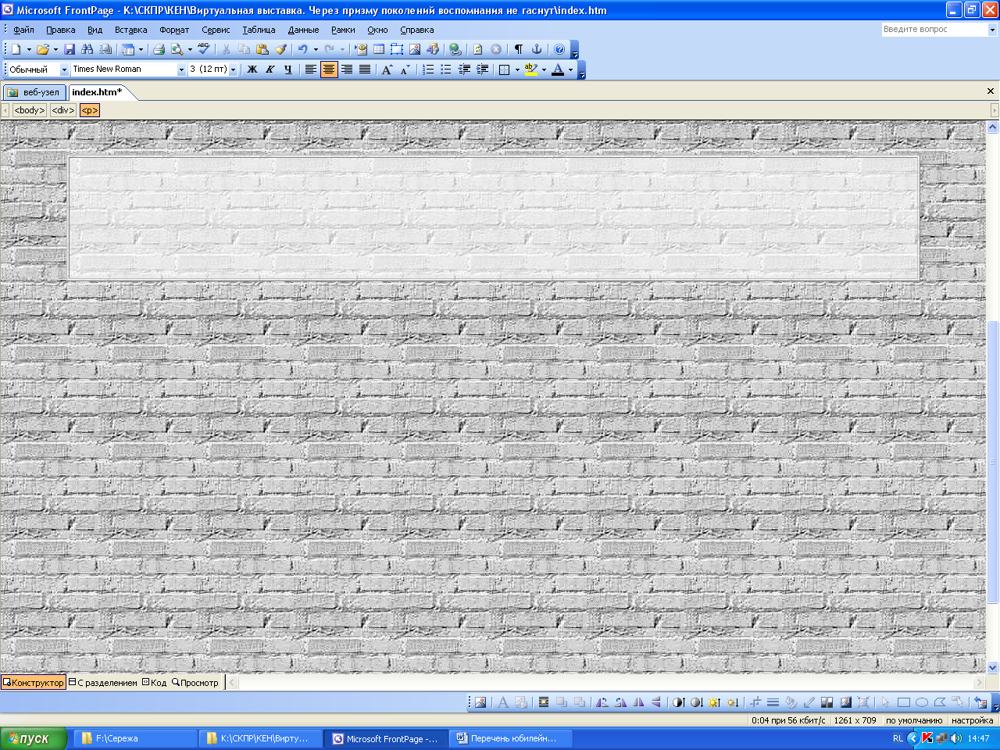 Microsoft FrontPage - K:\СКПР\КЕН\Виртуальная выставка. Через призму поколений воспомнания не гаснут\index.htm
Файл Правка Вид Вставка Формат Сервис Таблица Данные Рамки Окно Справка Введите вопрос
Обычный Times New Roman 3 (12 пт) Ж К Ч
веб-узел index.htm*
<body> <div> <p>
Конструктор С разделением Код Просмотр
0:04 при 56 кбит/с 1261 x 709 по умолчанию настройка
пуск F:\Сережа K:\СКПР\КЕН\Вирту... Microsoft FrontPage -... Перечень юбилейн... RL 14:47